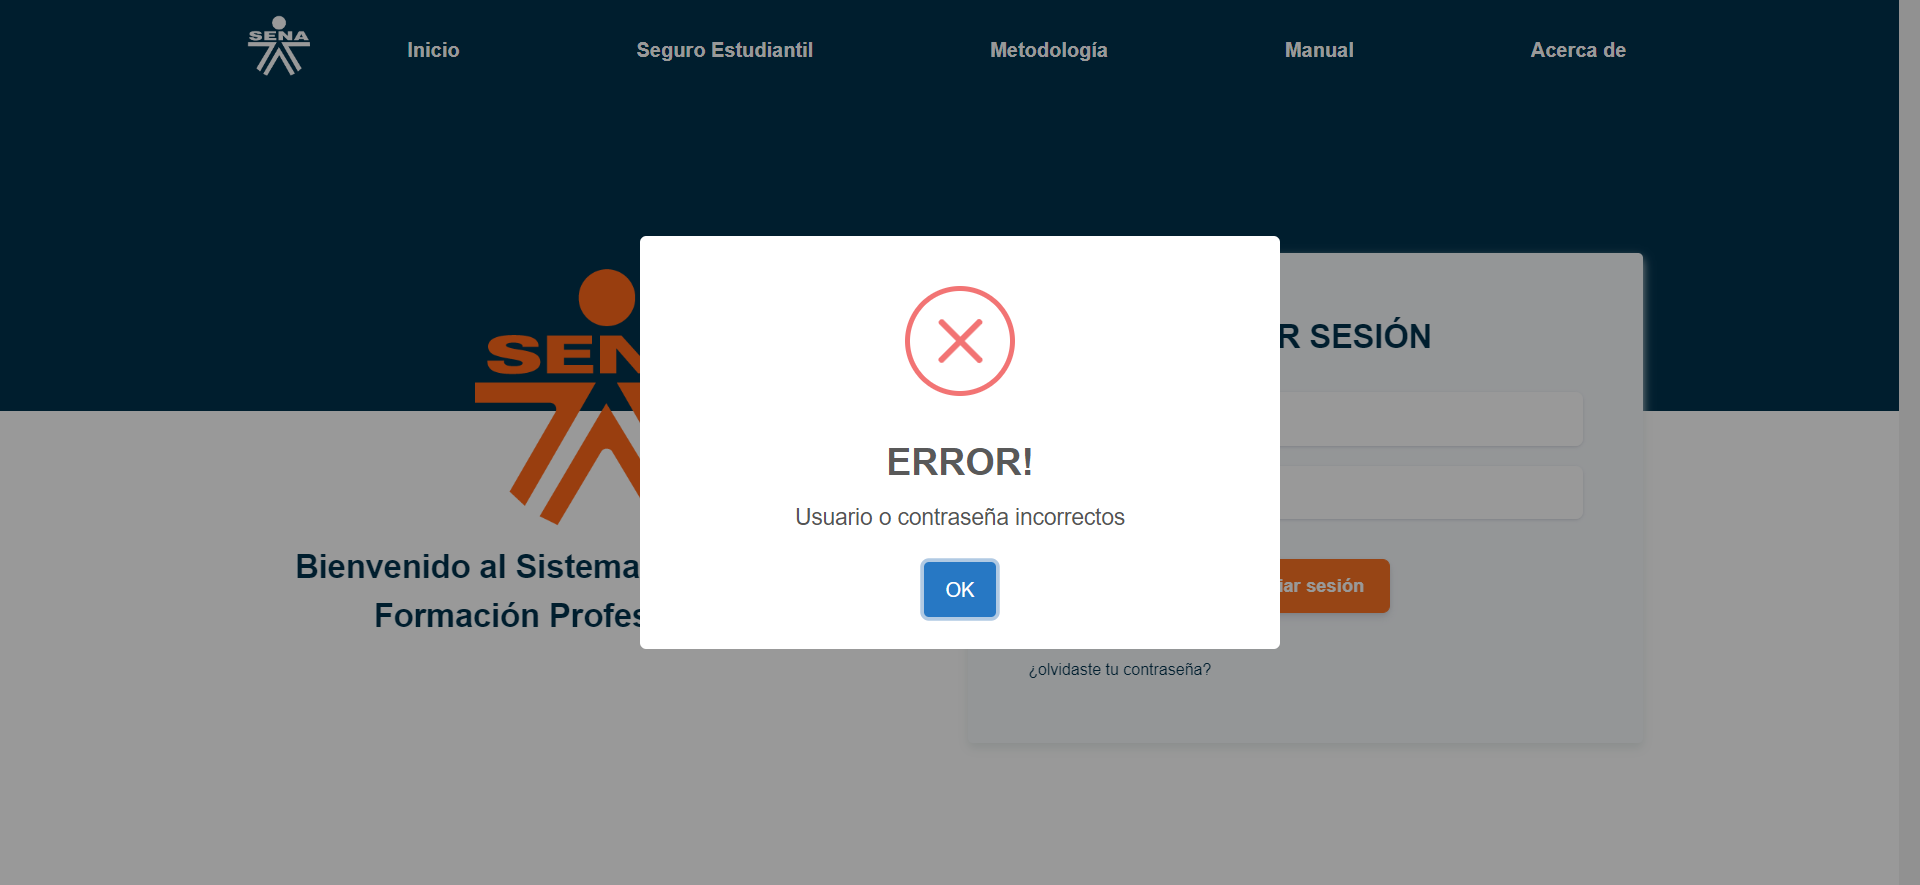 SENA
Inicio
Seguro Estudiantil
Metodología
Manual
Acerca de
SEN
Bienvenido al Sistema
Formación Profes
R SESIÓN
ERROR!
Usuario o contraseña incorrectos
OK
iar sesión
¿olvidaste tu contraseña?